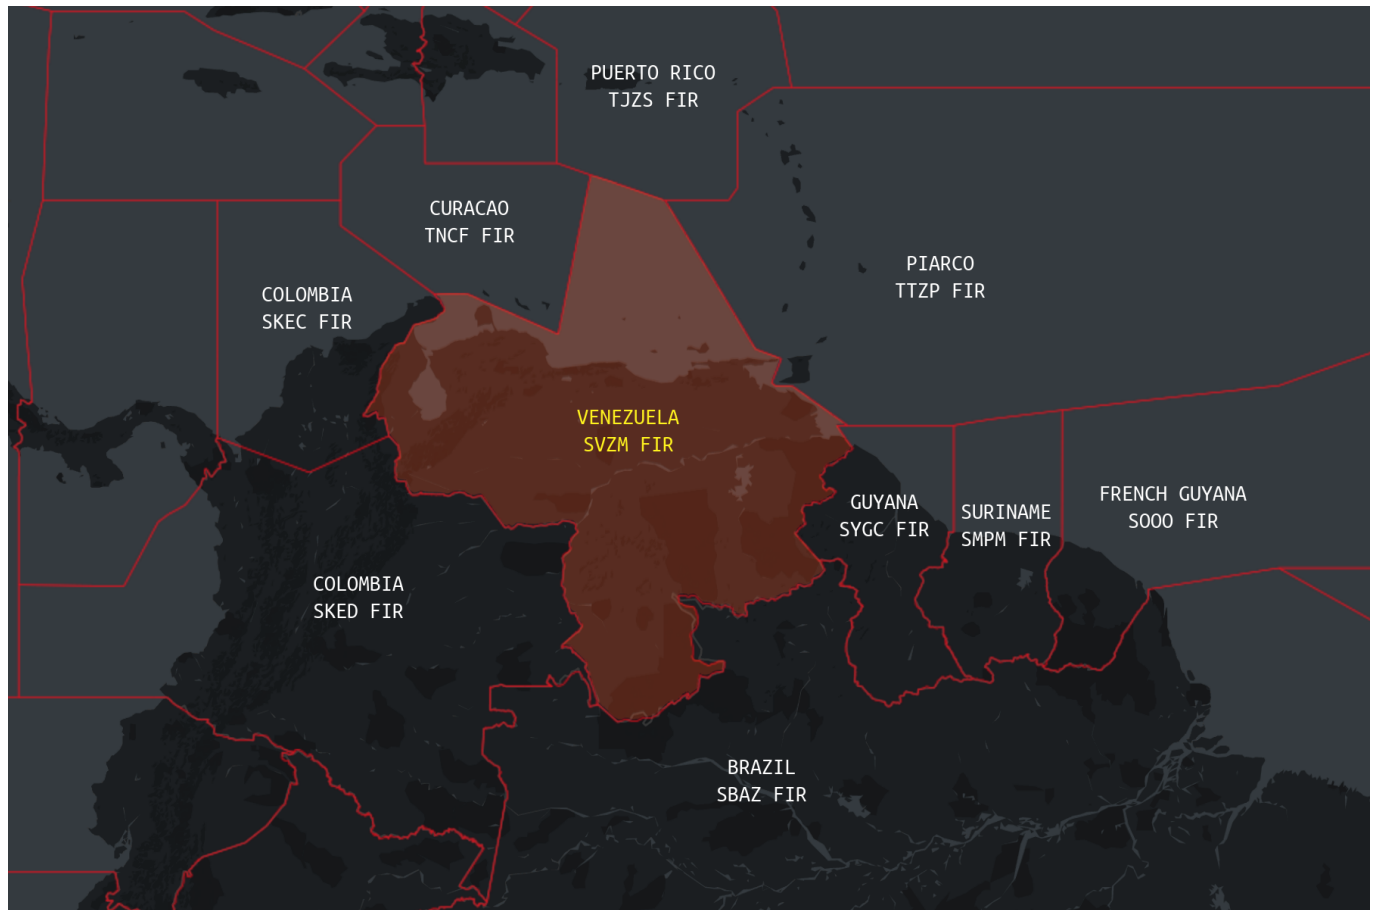 PUERTO RICO
TJZS FIR
CURACAO
TNCF FIR
PIARCO
TTZP FIR
COLOMBIA
SKEC FIR
VENEZUELA
SVZM FIR
GUYANA
SYGC FIR
SURINAME
SMPM FIR
FRENCH GUYANA
SOOO FIR
COLOMBIA
SKED FIR
BRAZIL
SBAZ FIR